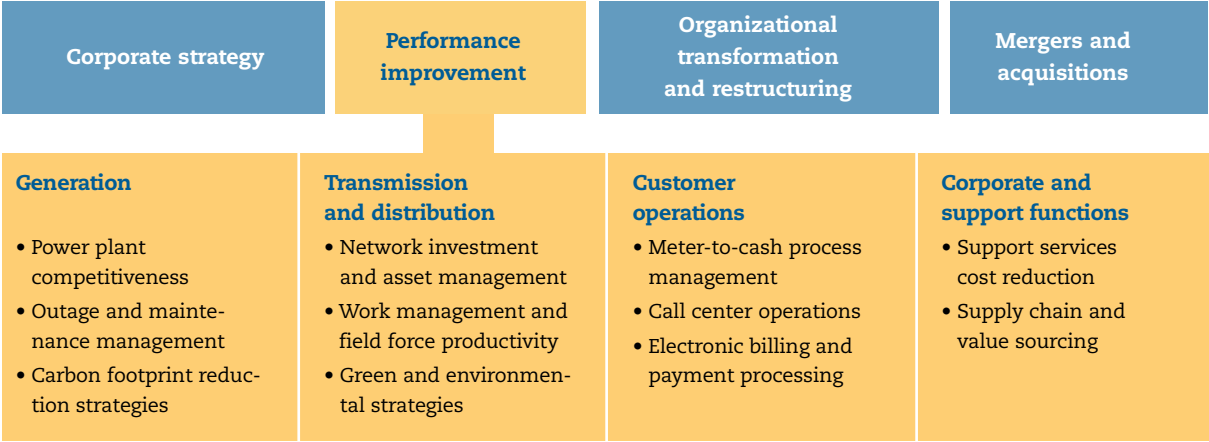 Corporate strategy
Performance
improvement
Organizational
transformation
and restructuring
Mergers and
acquisitions
Generation
• Power plant
competitiveness
• Outage and mainte-
nance management
• Carbon footprint reduc-
tion strategies
Transmission
and distribution
• Network investment
and asset management
• Work management and
field force productivity
• Green and environmen-
tal strategies
Customer
operations
• Meter-to-cash process
management
• Call center operations
• Electronic billing and
payment processing
Corporate and
support functions
• Support services
cost reduction
• Supply chain and
value sourcing